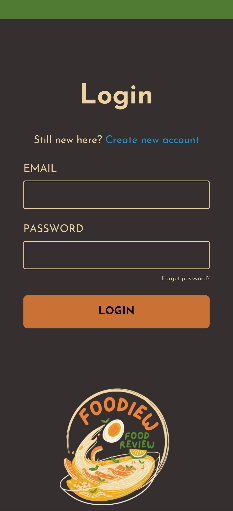 Login
Still new here? Create new account
EMAIL
PASSWORD
Forgot password?
LOGIN
FOODIEW
FOOD
REVIEW